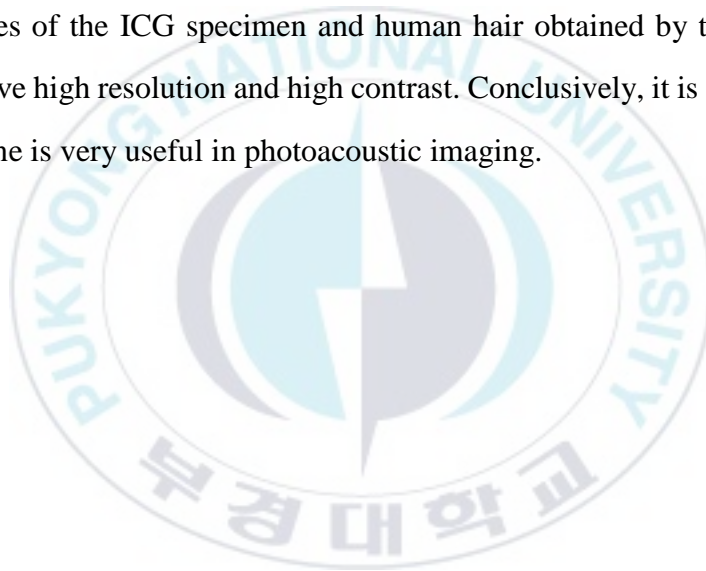 es of the ICG specimen and human hair obtained by t
ve high resolution and high contrast. Conclusively, it is
ne is very useful in photoacoustic imaging.
PUKYONG NATIONAL UNIVERSITY
부경대학교